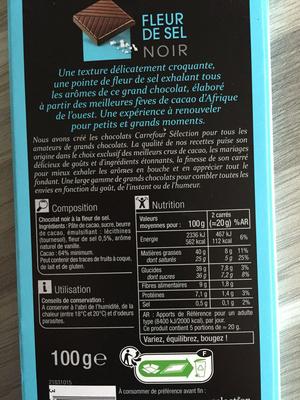 FLEUR
DE SEL
NOIR
Une texture délicatement croquante,
une pointe de fleur de sel exhalant tous
les arômes de ce grand chocolat, élaboré
à partir des meilleures fèves de cacao d'Afrique
de l'ouest. Une expérience à renouveler
pour petits et grands moments.
Nous avons créé les chocolats Carrefour Sélection pour tous les
amateurs de grands chocolats. La qualité de nos recettes puise son
origine dans le choix exclusif des meilleurs crus de cacao, les mariages
délicieux de goûts et d'ingrédients étonnants, la finesse de son carré
pour mieux exhaler les arômes en bouche et en apprécier tout le
fondant. Une large gamme de grands chocolats pour combler toutes les
envies en fonction du goût, de l'instant ou de l'humeur.
Composition
Chocolat noir à la fleur de sel.
Ingrédients : Pâte de cacao, sucre, beurre
de cacao, émulsifiant : lécithines
(tournesol), fleur de sel 0,5%, arôme
naturel de vanille.
Cacao : 64% minimum.
Peut contenir des traces de fruits à coque,
de lait et de gluten.
Utilisation
Conseils de conservation :
A conserver à l'abri de l'humidité, de la
chaleur (entre 18°C et 20°C) et d'odeurs
parasites.
100g e
21831015
Nutrition
Valeurs moyennes pour : 100 g 2 carrés (≈20 g) %AR
Energie 2336 kJ 467 kJ
562 kcal 112 kcal 6%
Matières grasses 40 g 8 g 11%
dont saturés 25 g 5 g 25%
Glucides 39 g 7,8 g 3%
dont sucres 36 g 7,2 g 8%
Fibres alimentaires 9 g 1,8 g
Protéines 7,1 g 1,4 g 3%
Sel 0,5 g 0,1 g 2%
AR : Apports de Référence pour un adulte
type (8400 kJ/2000 kcal), par jour.
Ce produit contient 5 portions de ≈ 20 g.
Variez, équilibrez, bougez !
F
A consommer de préférence avant fin :